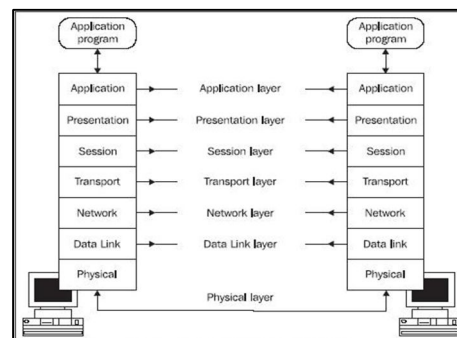 Application
program
Application
program
Application
Application layer
Application
Presentation
Presentation layer
Presentation
Session
Session layer
Session
Transport
Transport layer
Transport
Network
Network layer
Network
Data Link
Data Link layer
Data link
Physical
Physical
Physical layer